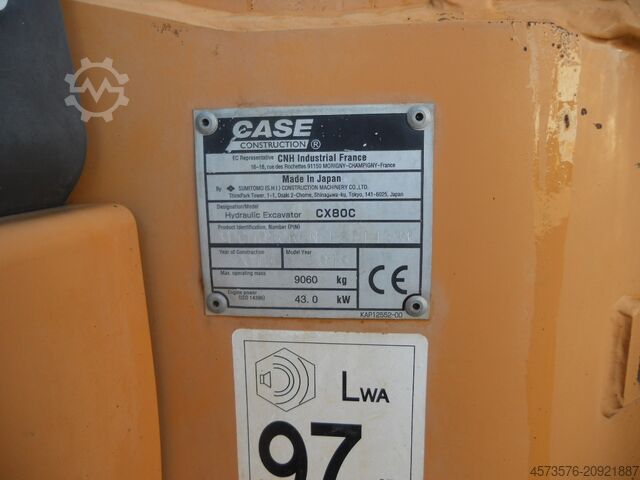 CASE
CONSTRUCTION ®
EC Representative CNH Industrial France
16-18, rue des Rochettes 91150 MORIGNY-CHAMPIGNY-France
Made in Japan
By SUMITOMO (S.H.I.) CONSTRUCTION MACHINERY CO.,LTD.
ThinkPark Tower, 1-1, Osaki 2-Chome, Shinagawa-ku, Tokyo, 141-6025, Japan
Designation/Model
Hydraulic Excavator CX80C
Product Identification, Number (PIN)
Year of Construction Model Year
Max. operating mass 9060 kg
Engine power
(ISO 14396) 43.0 kW
CE
KAP12552-00
LWA
97
4573576-20921887